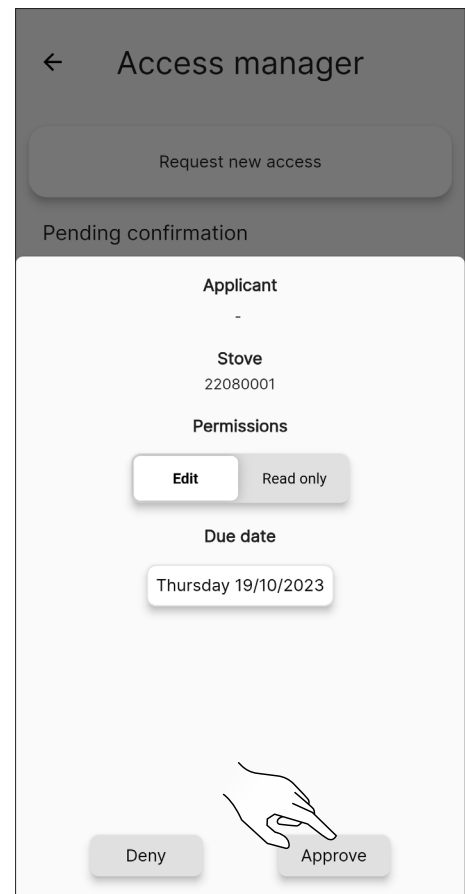 Access manager
Request new access
Pending confirmation
Applicant
-
Stove
22080001
Permissions
Edit Read only
Due date
Thursday 19/10/2023
Deny Approve